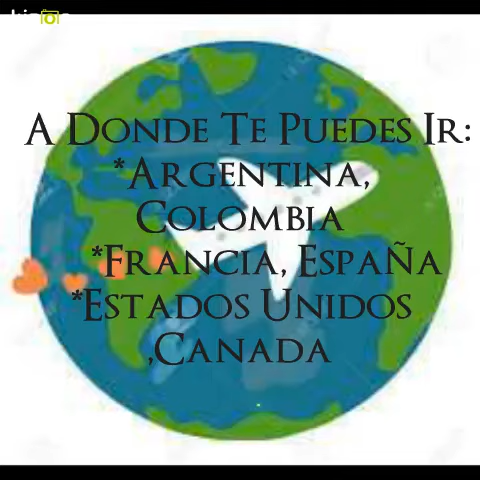 A Donde Te Puedes Ir:
*Argentina,
Colombia
*Francia, España
*Estados Unidos
,Canada